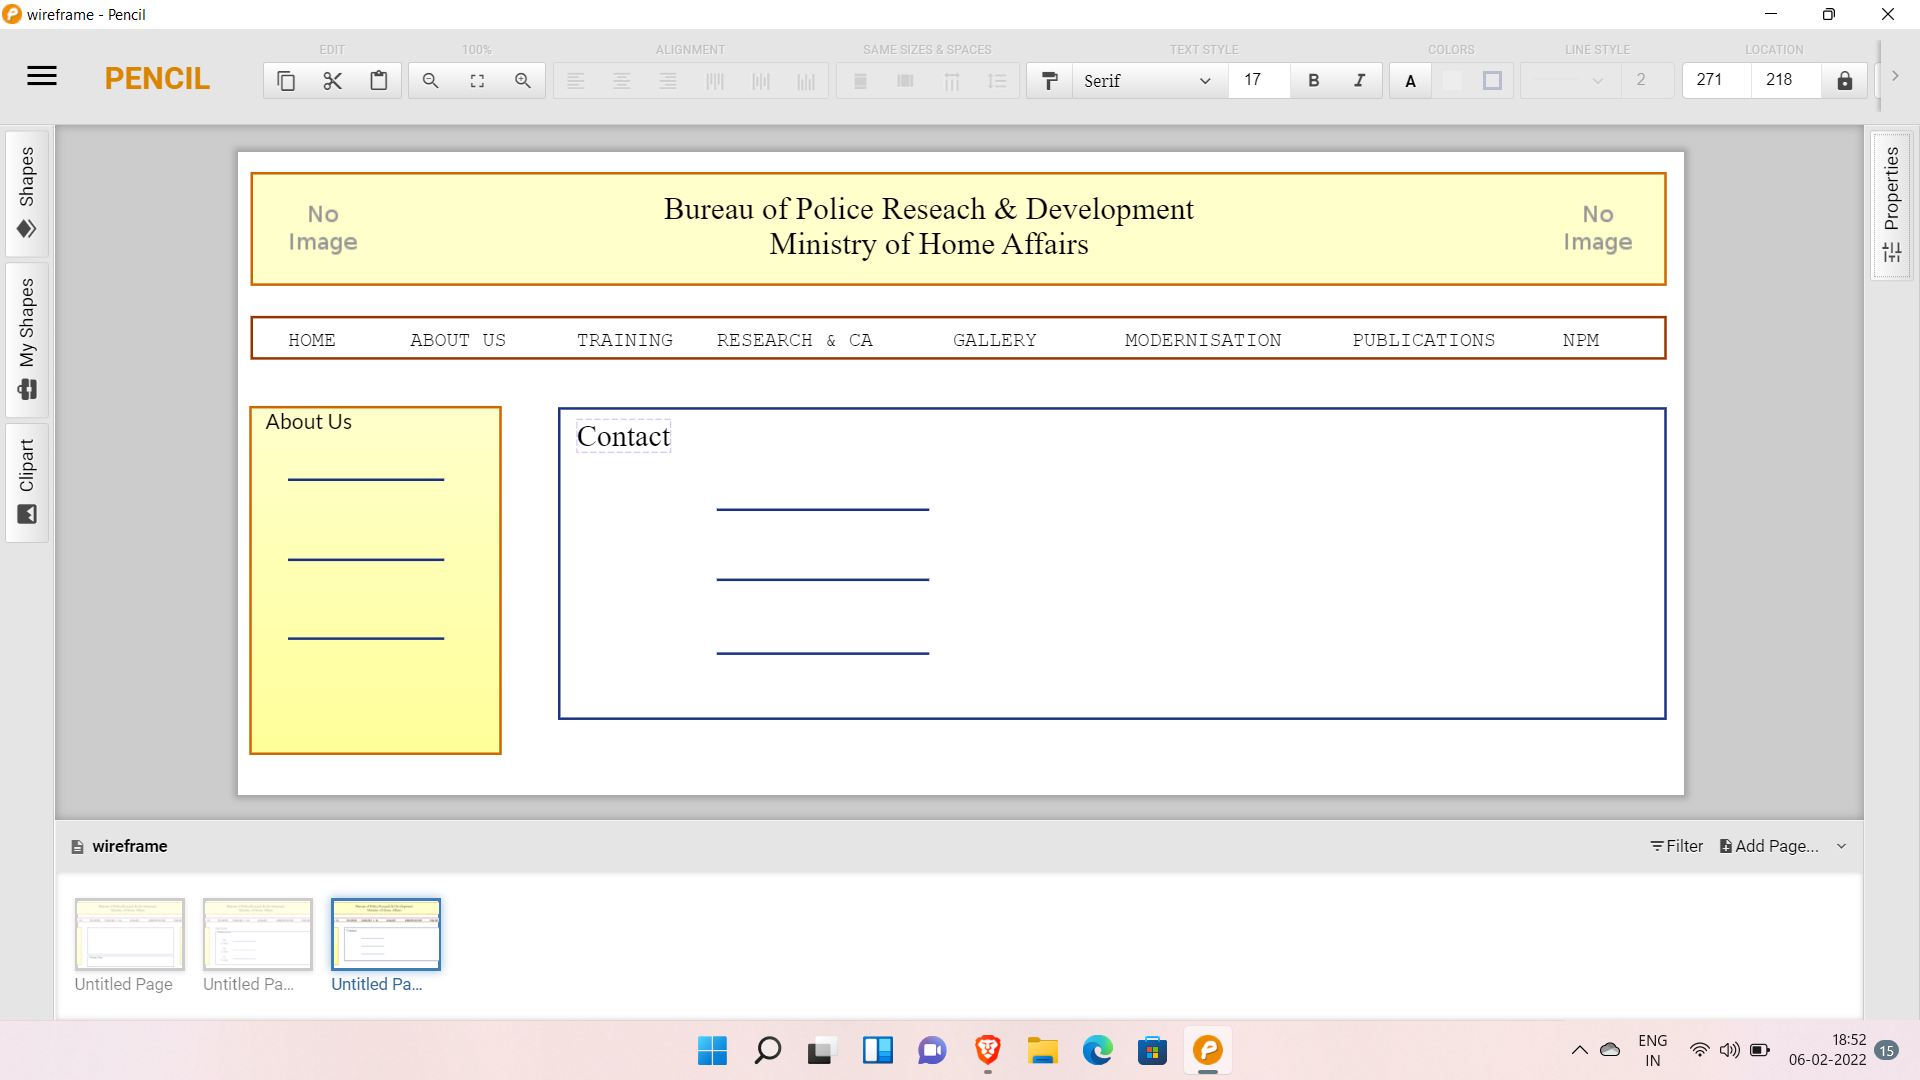 wireframe - Pencil
EDIT
100%
ALIGNMENT
SAME SIZES & SPACES
TEXT STYLE
COLORS
LINE STYLE
LOCATION
PENCIL
Serif
17
B
I
A
2
271
218
Shapes
My Shapes
Clipart
Properties
No
Image
Bureau of Police Reseach & Development
Ministry of Home Affairs
No
Image
HOME ABOUT US TRAINING RESEARCH & CA GALLERY MODERNISATION PUBLICATIONS NPM
About Us
Contact
wireframe
Filter
Add Page...
Untitled Page
Untitled Pa...
Untitled Pa...
ENG
IN
18:52
06-02-2022
15